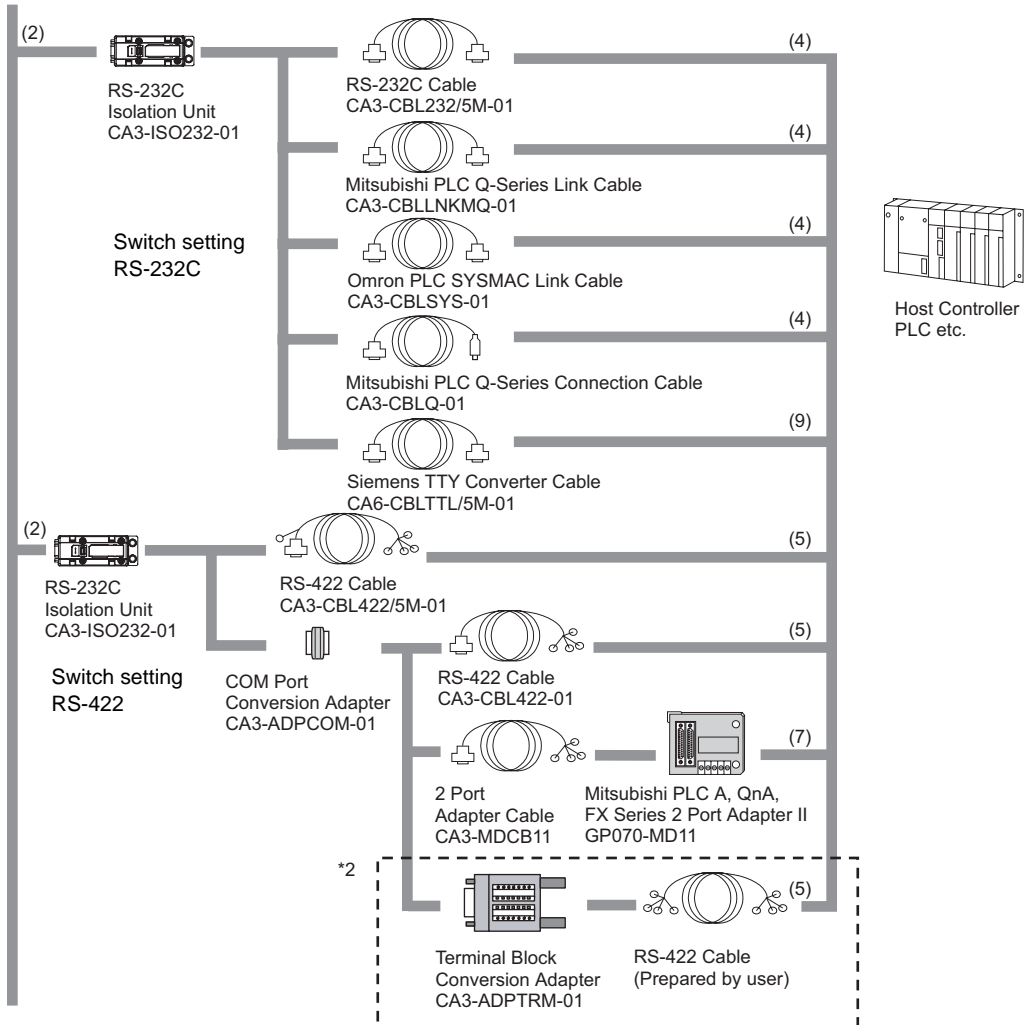 (2)
(4)
RS-232C
Isolation Unit
CA3-ISO232-01
RS-232C Cable
CA3-CBL232/5M-01
(4)
Mitsubishi PLC Q-Series Link Cable
CA3-CBLLNKMQ-01
Switch setting
RS-232C
(4)
Omron PLC SYSMAC Link Cable
CA3-CBLSYS-01
Host Controller
PLC etc.
(4)
Mitsubishi PLC Q-Series Connection Cable
CA3-CBLQ-01
(9)
Siemens TTY Converter Cable
CA6-CBLTTL/5M-01
(2)
(5)
RS-232C
Isolation Unit
CA3-ISO232-01
RS-422 Cable
CA3-CBL422/5M-01
Switch setting
RS-422
COM Port
Conversion Adapter
CA3-ADPCOM-01
(5)
RS-422 Cable
CA3-CBL422-01
(7)
2 Port
Adapter Cable
CA3-MDCB11
Mitsubishi PLC A, QnA,
FX Series 2 Port Adapter II
GP070-MD11
*2
(5)
Terminal Block
Conversion Adapter
CA3-ADPTRM-01
RS-422 Cable
(Prepared by user)